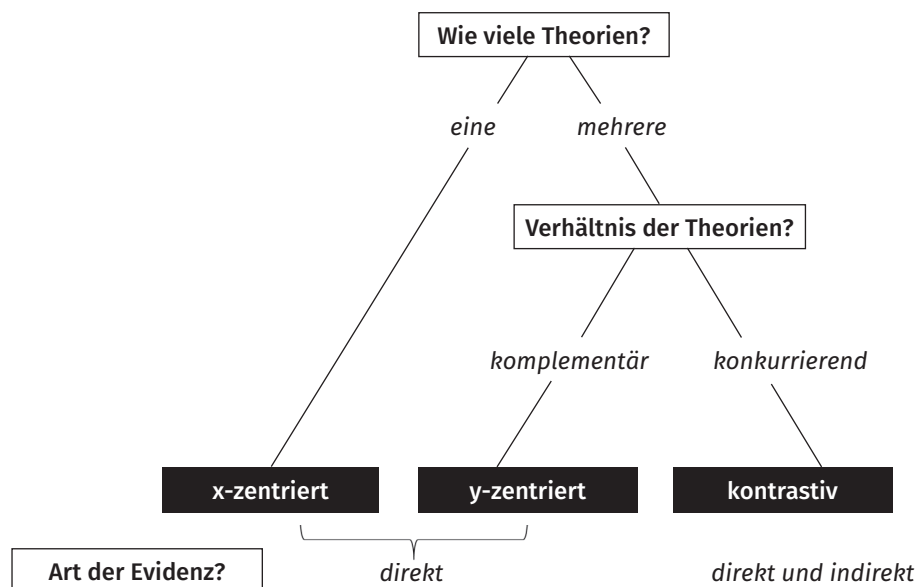 Wie viele Theorien?
eine mehrere
Verhältnis der Theorien?
komplementär konkurrierend
x-zentriert y-zentriert kontrastiv
Art der Evidenz? direkt direkt und indirekt